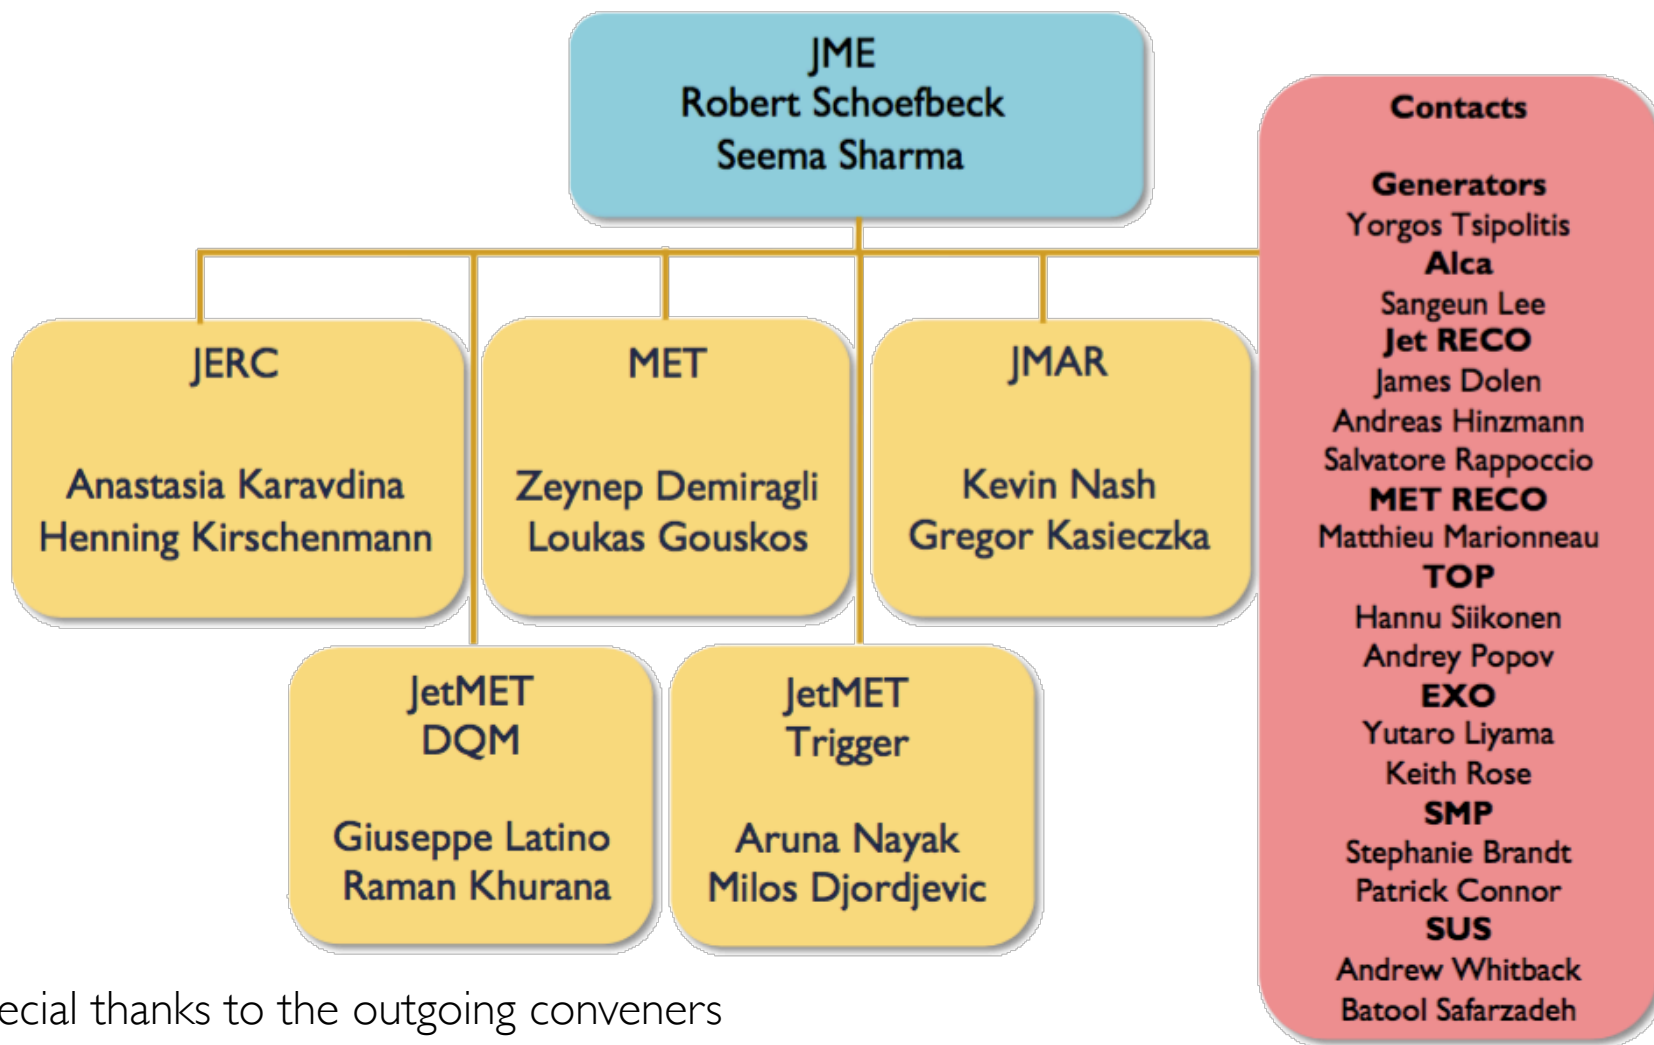 JME
Robert Schoefbeck
Seema Sharma
JERC
Anastasia Karavdina
Henning Kirschenmann
MET
Zeynep Demiragli
Loukas Gouskos
JMAR
Kevin Nash
Gregor Kasieczka
JetMET
DQM
Giuseppe Latino
Raman Khurana
JetMET
Trigger
Aruna Nayak
Milos Djordjevic
Contacts
Generators
Yorgos Tsipolitis
Alca
Sangeun Lee
Jet RECO
James Dolen
Andreas Hinzmann
Salvatore Rappoccio
MET RECO
Matthieu Marionneau
TOP
Hannu Siikonen
Andrey Popov
EXO
Yutaro Liyama
Keith Rose
SMP
Stephanie Brandt
Patrick Connor
SUS
Andrew Whitback
Batool Safarzadeh
ecial thanks to the outgoing conveners